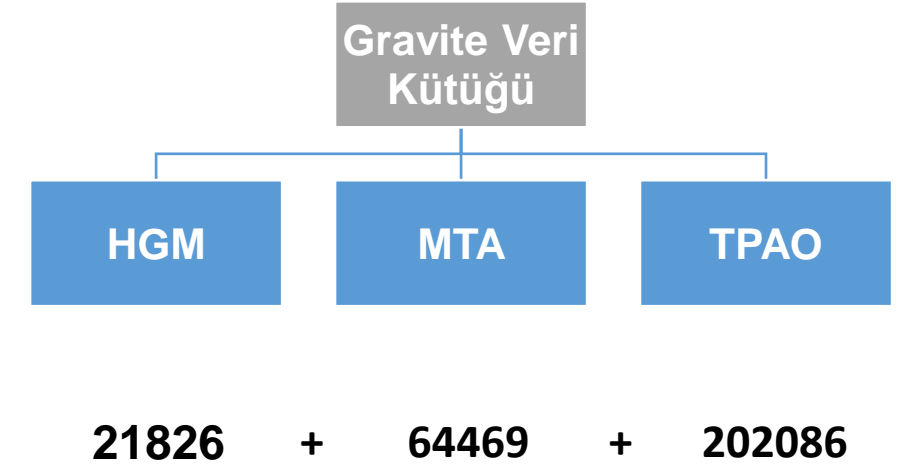 Gravite Veri
Kütüğü
HGM MTA TPAO
21826 + 64469 + 202086